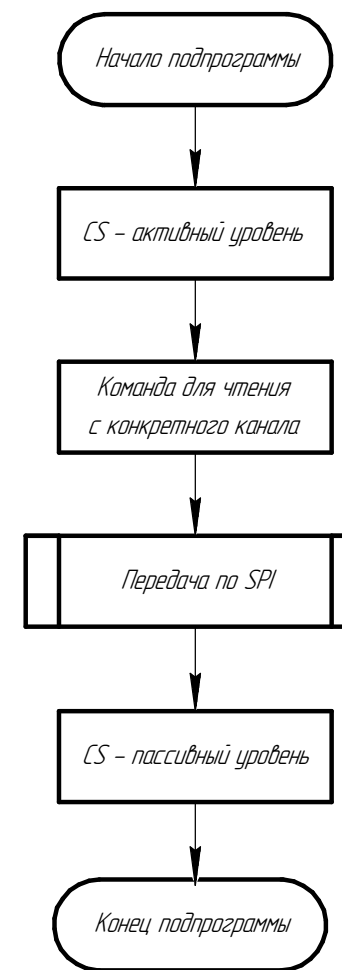 Начало подпрограммы
CS – активный уровень
Команда для чтения
с конкретного канала
Передача по SPI
CS – пассивный уровень
Конец подпрограммы